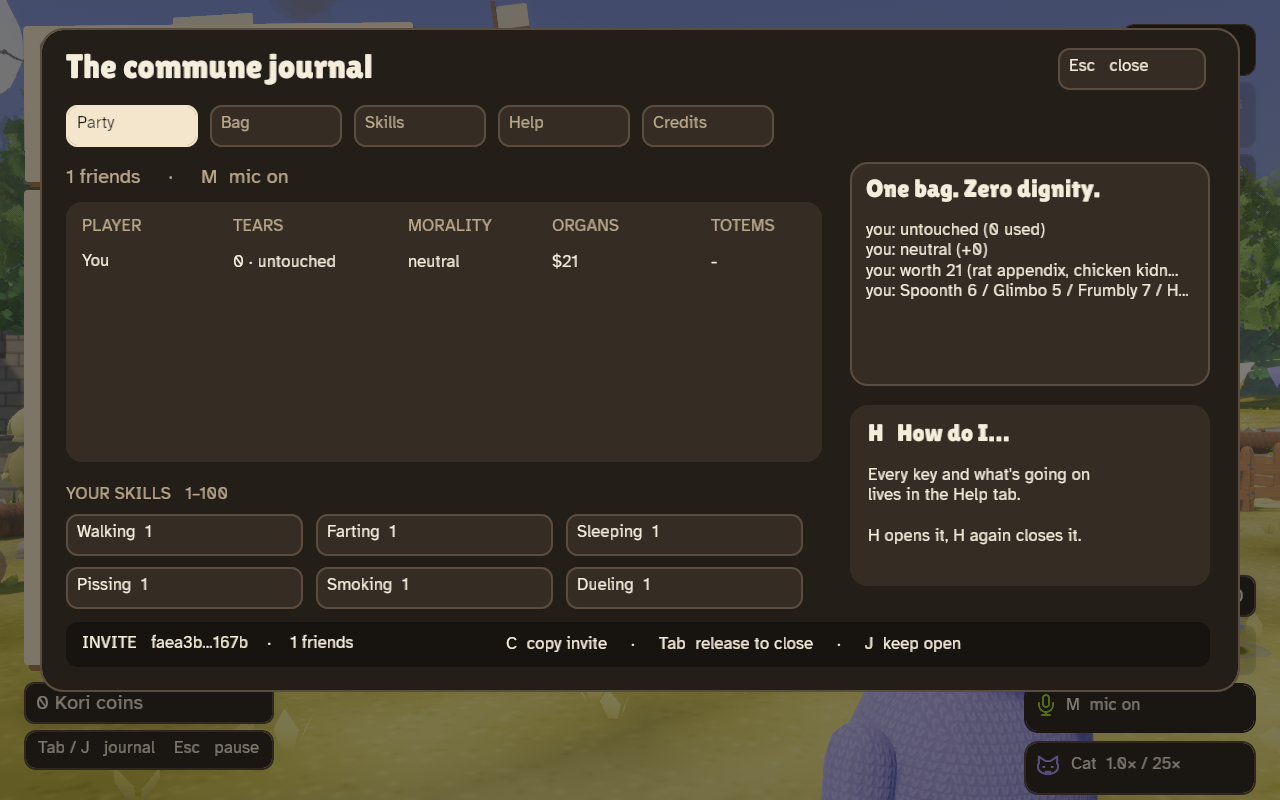 The commune journal
Esc close
Party
Bag
Skills
Help
Credits
1 friends · M mic on
PLAYER TEARS MORALITY ORGANS TOTEMS
You 0 · untouched neutral $21 -
One bag. Zero dignity.
you: untouched (0 used)
you: neutral (+0)
you: worth 21 (rat appendix, chicken kidn...
you: Spoonth 6 / Glimbo 5 / Frumbly 7 / H...
H How do I...
Every key and what's going on
lives in the Help tab.
H opens it, H again closes it.
YOUR SKILLS 1-100
Walking 1
Farting 1
Sleeping 1
Pissing 1
Smoking 1
Dueling 1
INVITE faea3b...167b · 1 friends
C copy invite · Tab release to close · J keep open
0 Kori coins
Tab / J journal Esc pause
M mic on
Cat 1.0× / 25×